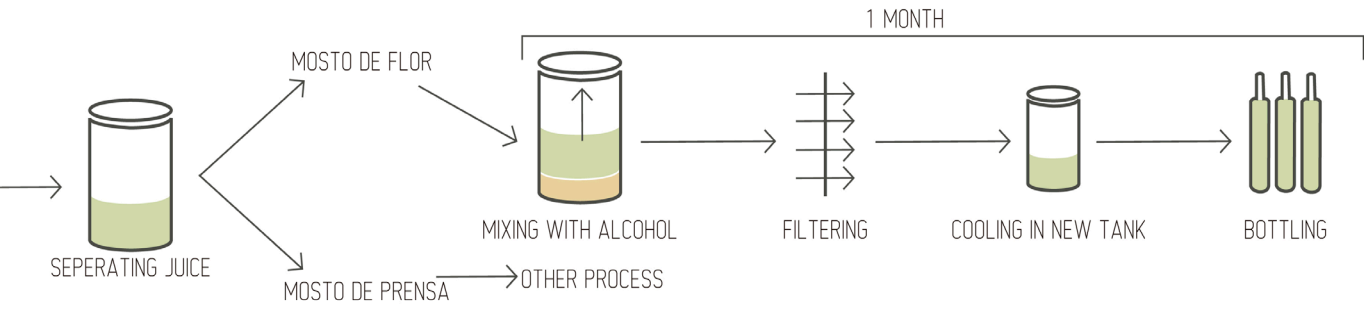 1 MONTH
MOSTO DE FLOR
MIXING WITH ALCOHOL
FILTERING
COOLING IN NEW TANK
BOTTLING
SEPERATING JUICE
MOSTO DE PRENSA
OTHER PROCESS